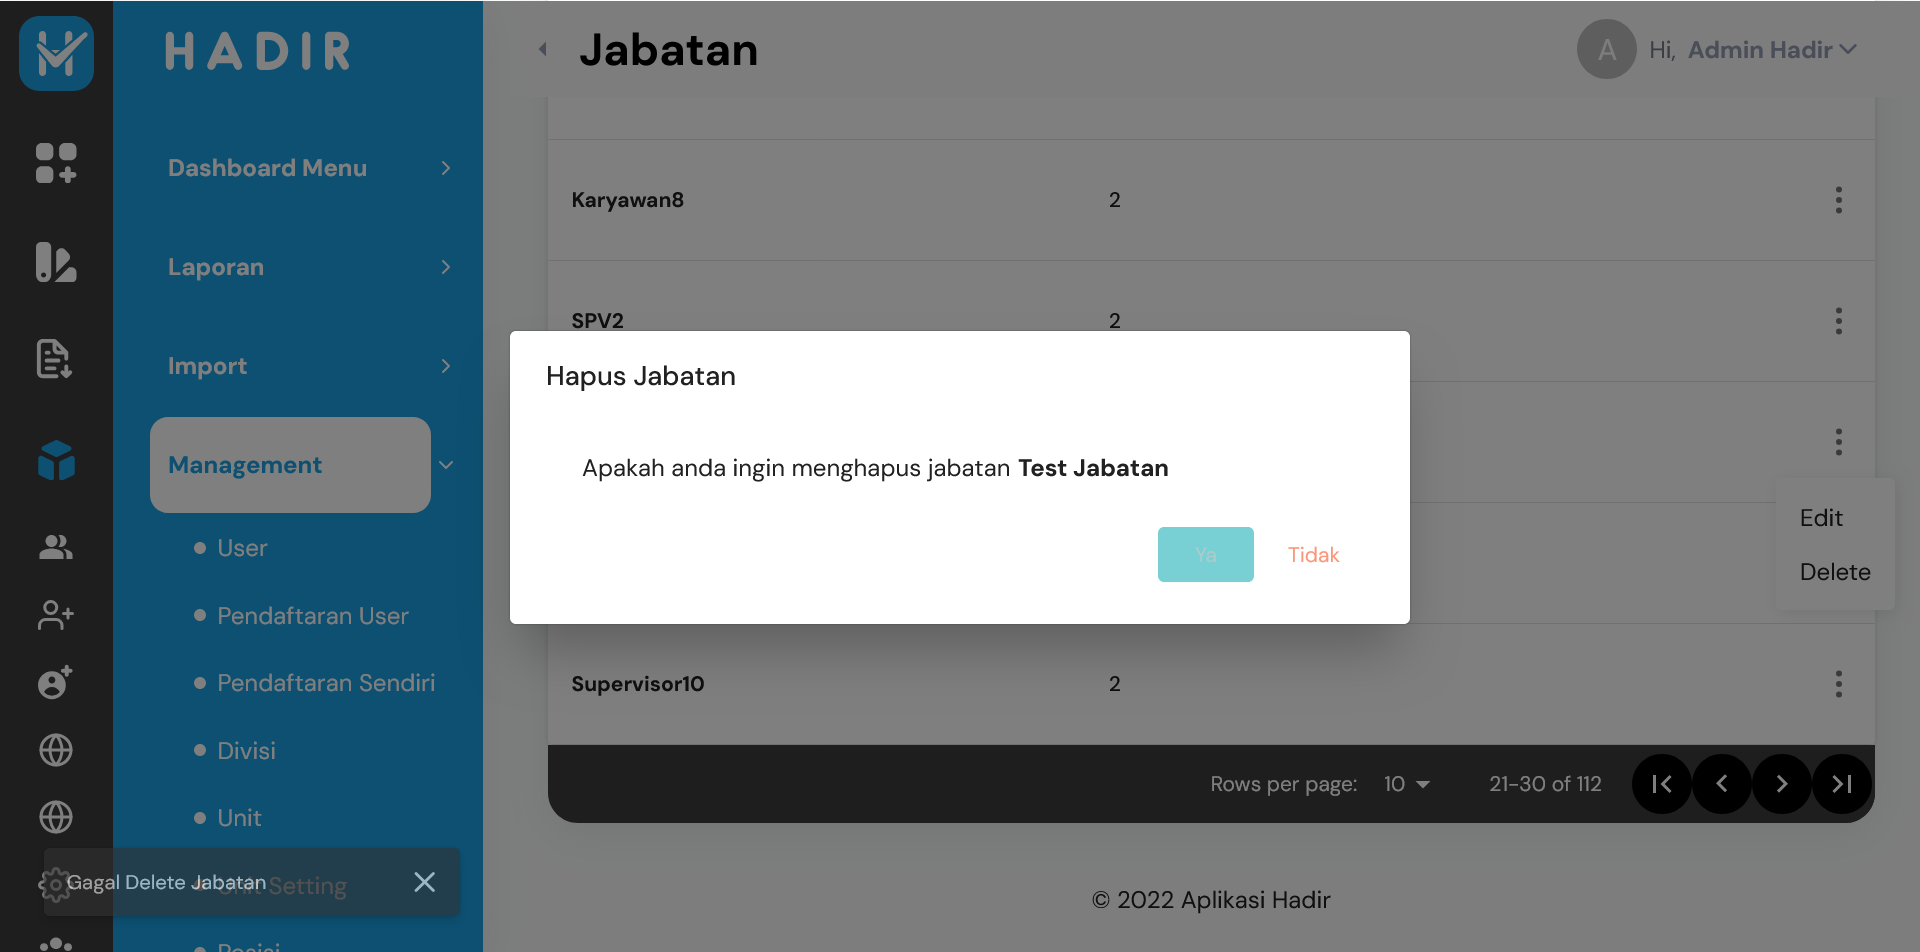 HADIR
Jabatan
A
Hi, Admin Hadir
Dashboard Menu
Laporan
Import
Management
User
Pendaftaran User
Pendaftaran Sendiri
Divisi
Unit
Unit Setting
Posisi
Karyawan8 2
SPV2 2
Hapus Jabatan
Apakah anda ingin menghapus jabatan Test Jabatan
Ya
Tidak
Edit
Delete
Supervisor10 2
Rows per page: 10 21-30 of 112
Gagal Delete Jabatan
© 2022 Aplikasi Hadir